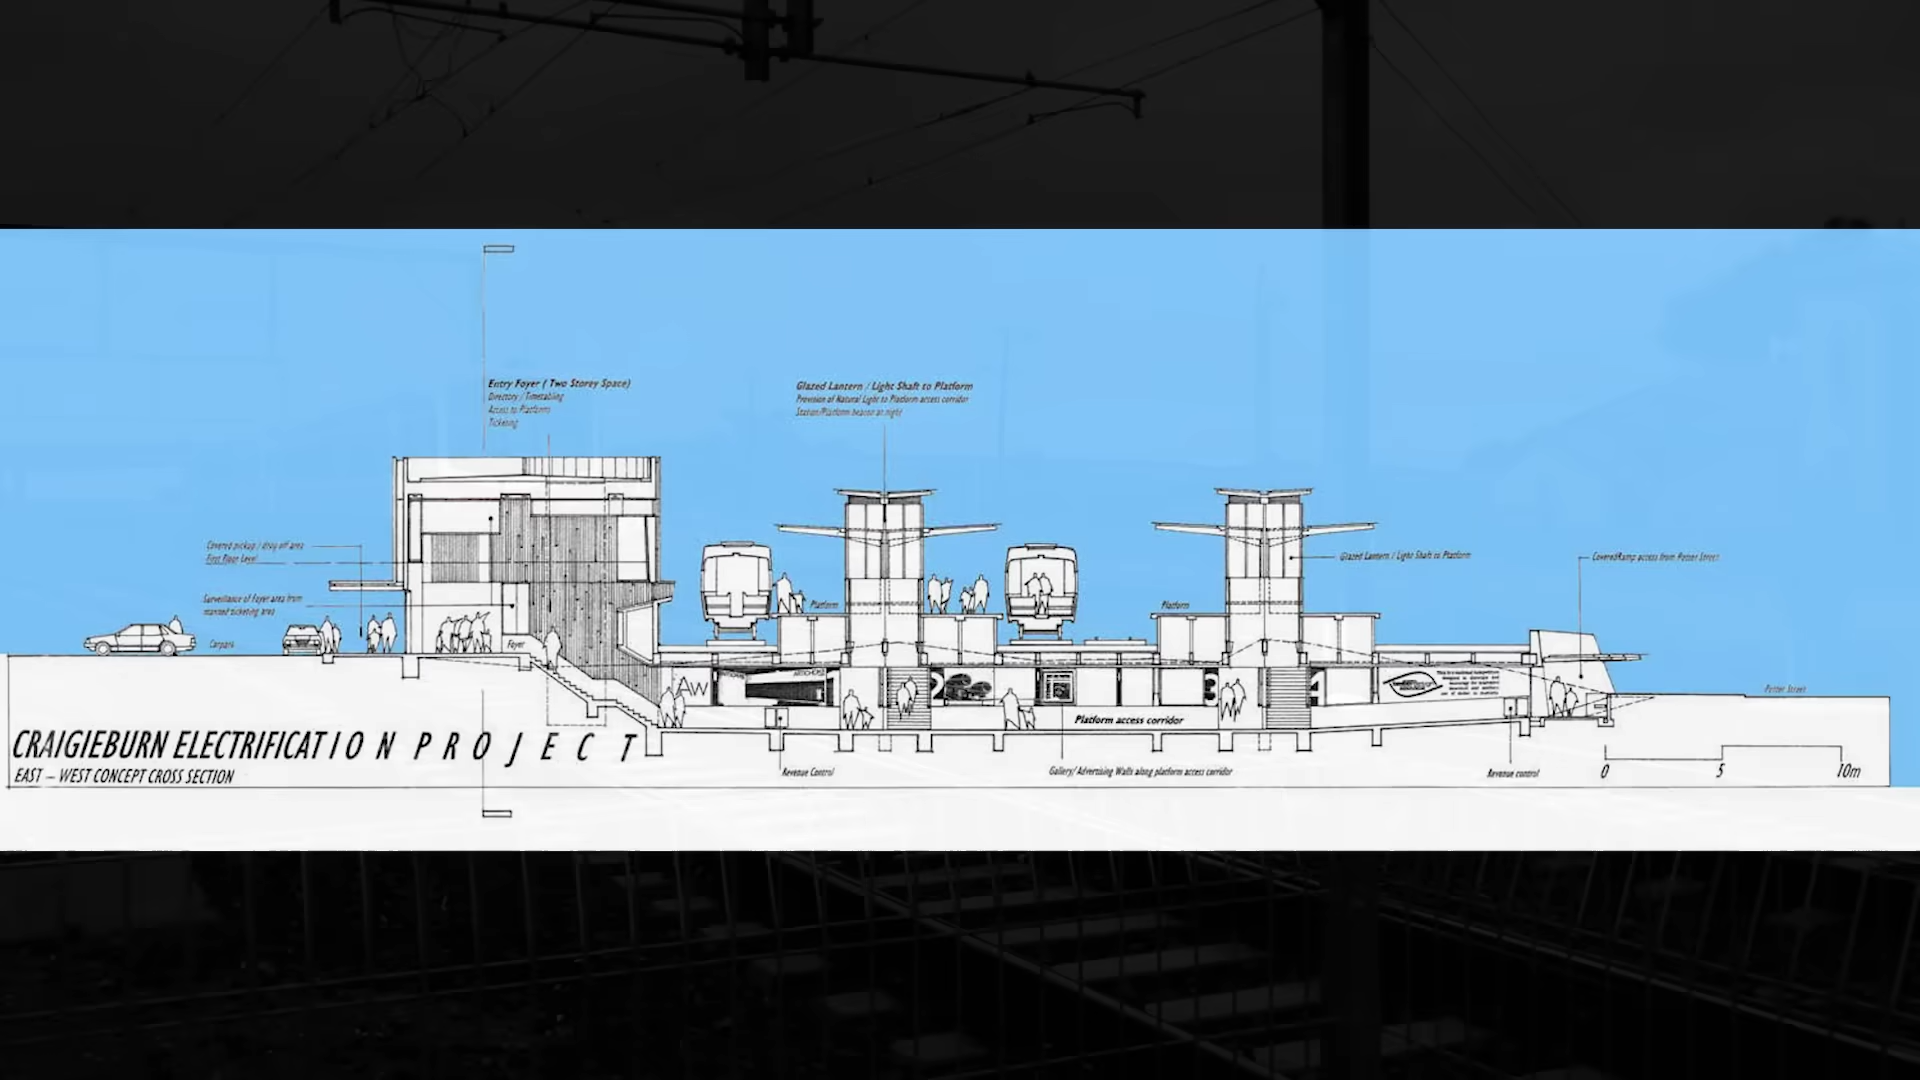 Entry Foyer ( Two Storey Space)
Directory / Timetabling
Access to Platforms
Ticketing
Glazed Lantern / Light Shaft to Platform
Provision of Natural Light to Platform access corridor
Station/Platform beacon at night
Covered pickup / drop off area
First Floor Level
Surveillance of Foyer area from
manned ticketing area
Carpark
Foyer
Platform
Platform
Glazed Lantern / Light Shaft to Platform
Covered Ramp access from Potter Street
Potter Street
AW
2
3
Platform access corridor
CRAIGIEBURN ELECTRIFICATION PROJECT
EAST – WEST CONCEPT CROSS SECTION
Revenue Control
Gallery/ Advertising Walls along platform access corridor
Revenue control
0 5 10m